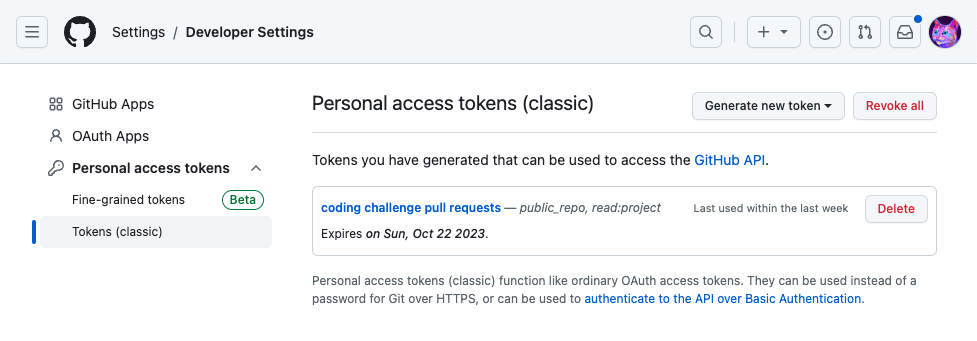 Settings / Developer Settings
GitHub Apps
OAuth Apps
Personal access tokens
Fine-grained tokens Beta
Tokens (classic)
Personal access tokens (classic) Generate new token Revoke all
Tokens you have generated that can be used to access the GitHub API.
coding challenge pull requests — public_repo, read:project Last used within the last week Delete
Expires on Sun, Oct 22 2023.
Personal access tokens (classic) function like ordinary OAuth access tokens. They can be used instead of a
password for Git over HTTPS, or can be used to authenticate to the API over Basic Authentication.